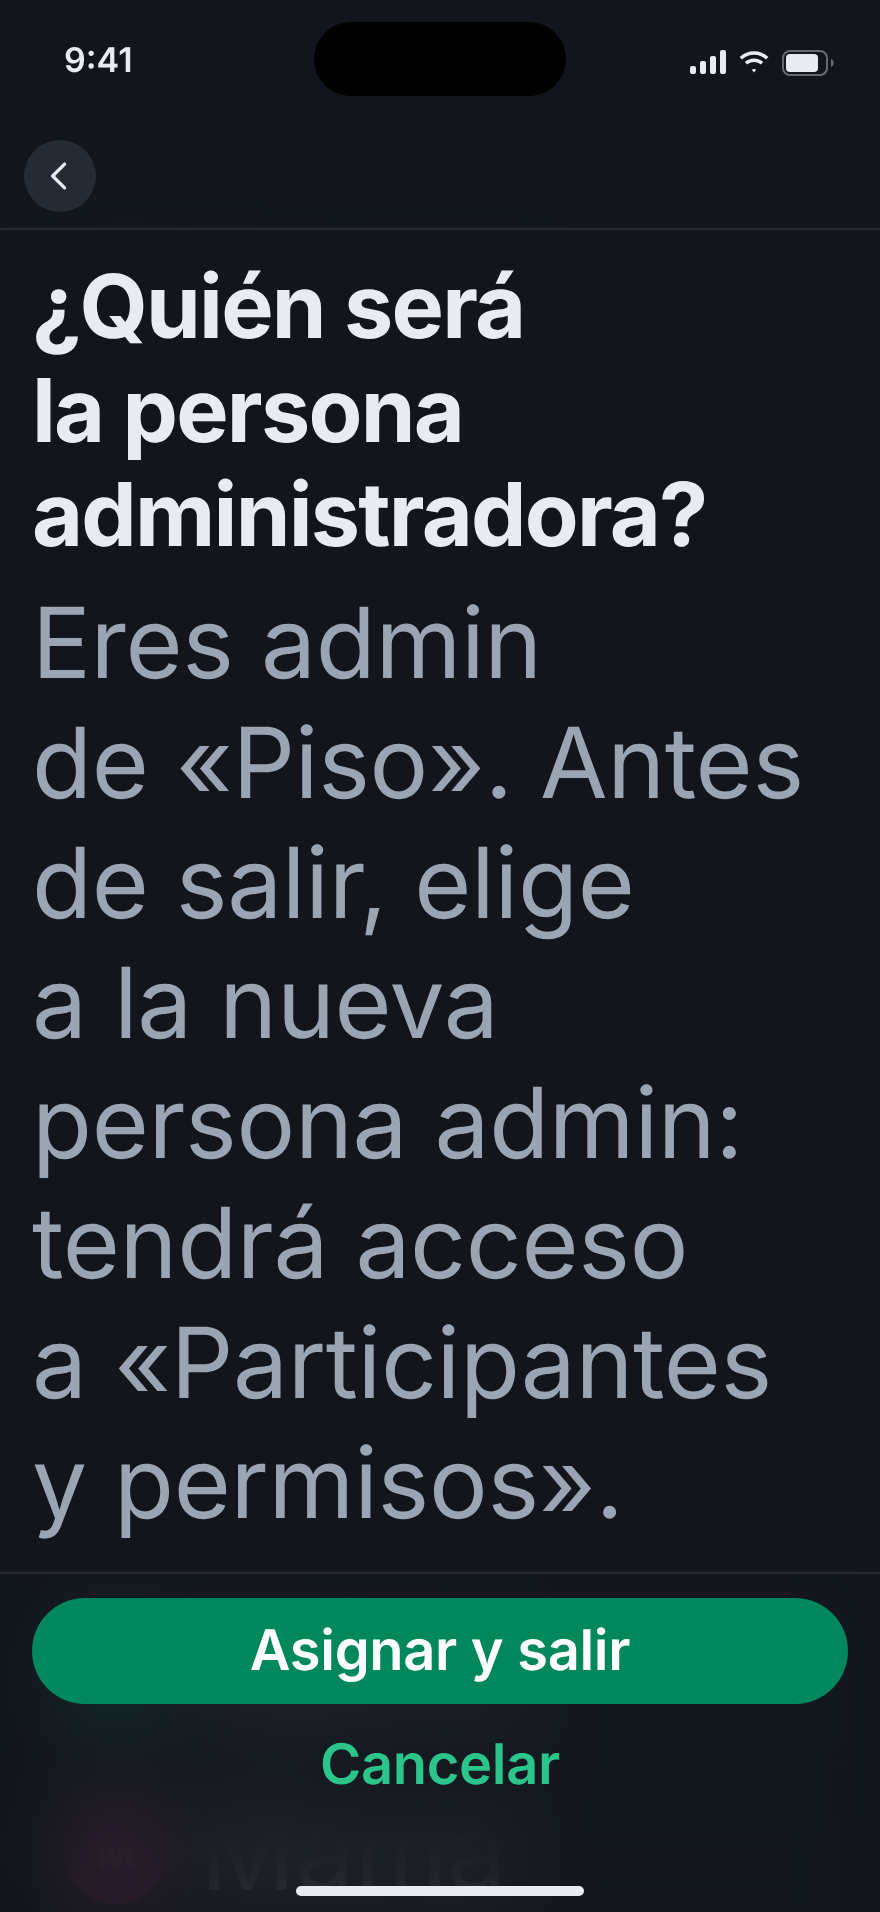 9:41
¿Quién será
la persona
administradora?
Eres admin
de «Piso». Antes
de salir, elige
a la nueva
persona admin:
tendrá acceso
a «Participantes
y permisos».
Asignar y salir
Cancelar
M
Mamá